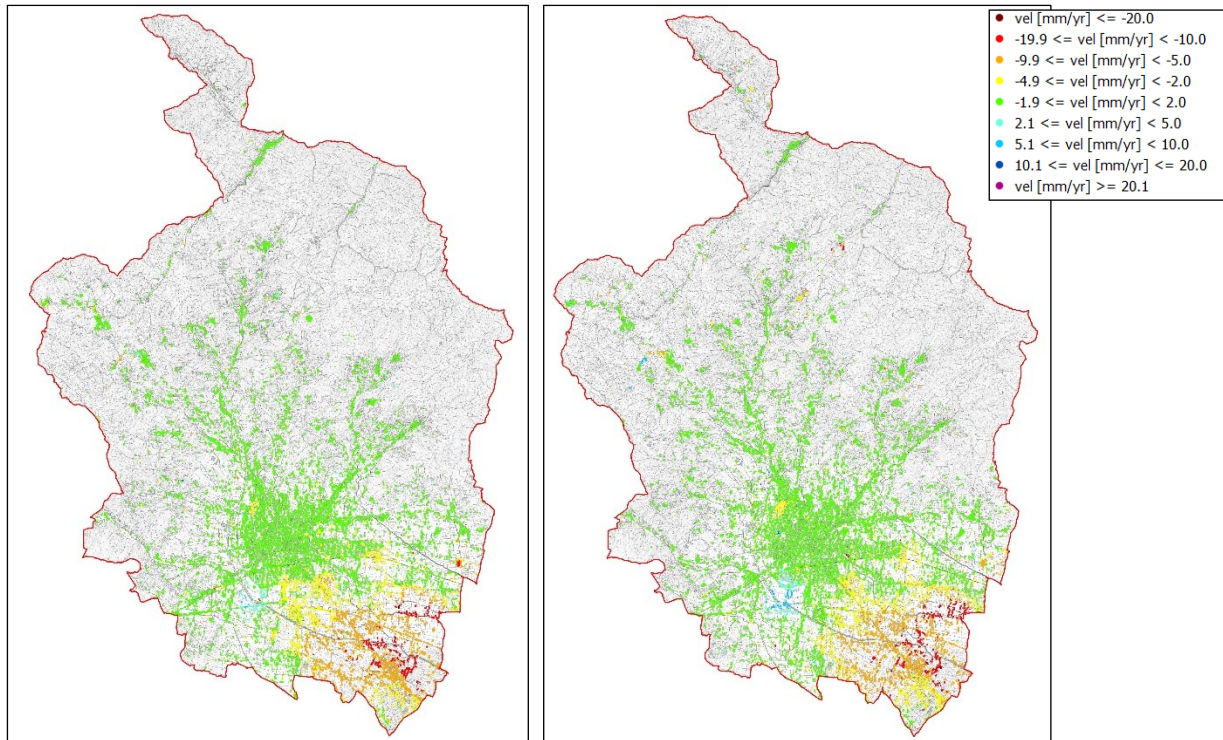 vel [mm/yr] <= -20.0
-19.9 <= vel [mm/yr] < -10.0
-9.9 <= vel [mm/yr] < -5.0
-4.9 <= vel [mm/yr] < -2.0
-1.9 <= vel [mm/yr] < 2.0
2.1 <= vel [mm/yr] < 5.0
5.1 <= vel [mm/yr] < 10.0
10.1 <= vel [mm/yr] <= 20.0
vel [mm/yr] >= 20.1